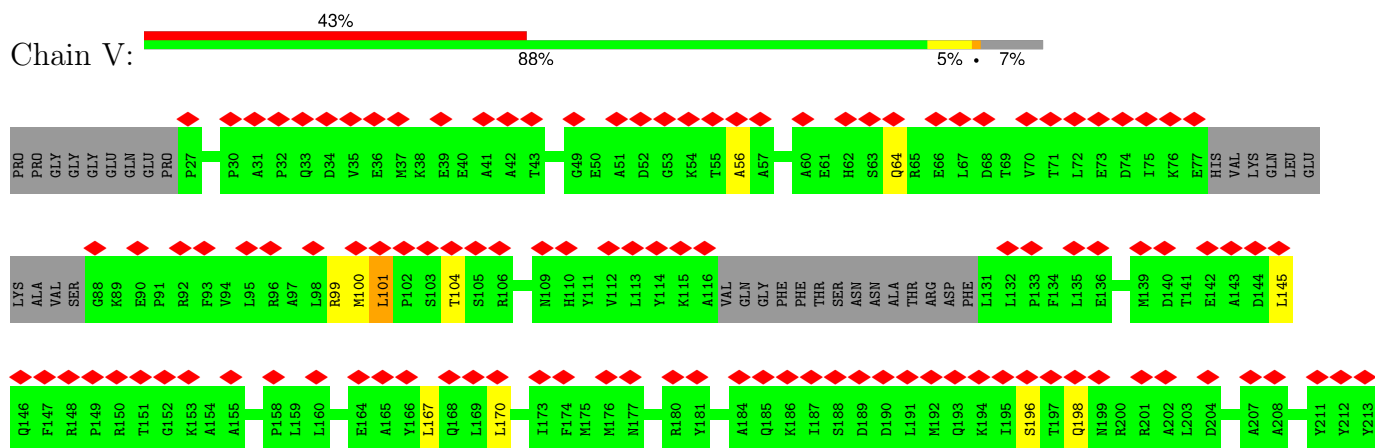 43%
Chain V:
88% 5% • 7%
PRO PRO GLY GLY GLY GLU GLN GLU PRO P27 P30 A31 P32 Q33 D34 V35 E36 M37 K38 E39 E40 A41 A42 T43 G49 E50 A51 D52 G53 K54 T55 A56 A57 A60 E61 H62 S63 Q64 R65 E66 L67 D68 T69 V70 T71 L72 E73 D74 I75 K76 E77 HIS VAL LYS GLN LEU GLU
LYS ALA VAL SER G88 K89 E90 P91 R92 F93 V94 L95 R96 A97 L98 R99 M100 L101 P102 S103 T104 S105 R106 N109 H110 Y111 V112 L113 Y114 K115 A116 VAL GLN GLY PHE PHE THR SER ASN ASN ALA THR ARG ASP PHE L131 L132 P133 F134 L135 E136 M139 D140 T141 E142 A143 D144 L145
Q146 F147 R148 P149 R150 T151 G152 K153 A154 A155 P158 L159 L160 E164 A165 Y166 L167 Q168 L169 L170 I173 F174 M175 M176 N177 R180 Y181 A184 Q185 K186 I187 S188 D189 D190 L191 M192 Q193 K194 I195 S196 T197 Q198 N199 R200 R201 A202 L203 D204 A207 A208 Y211 Y212 Y213